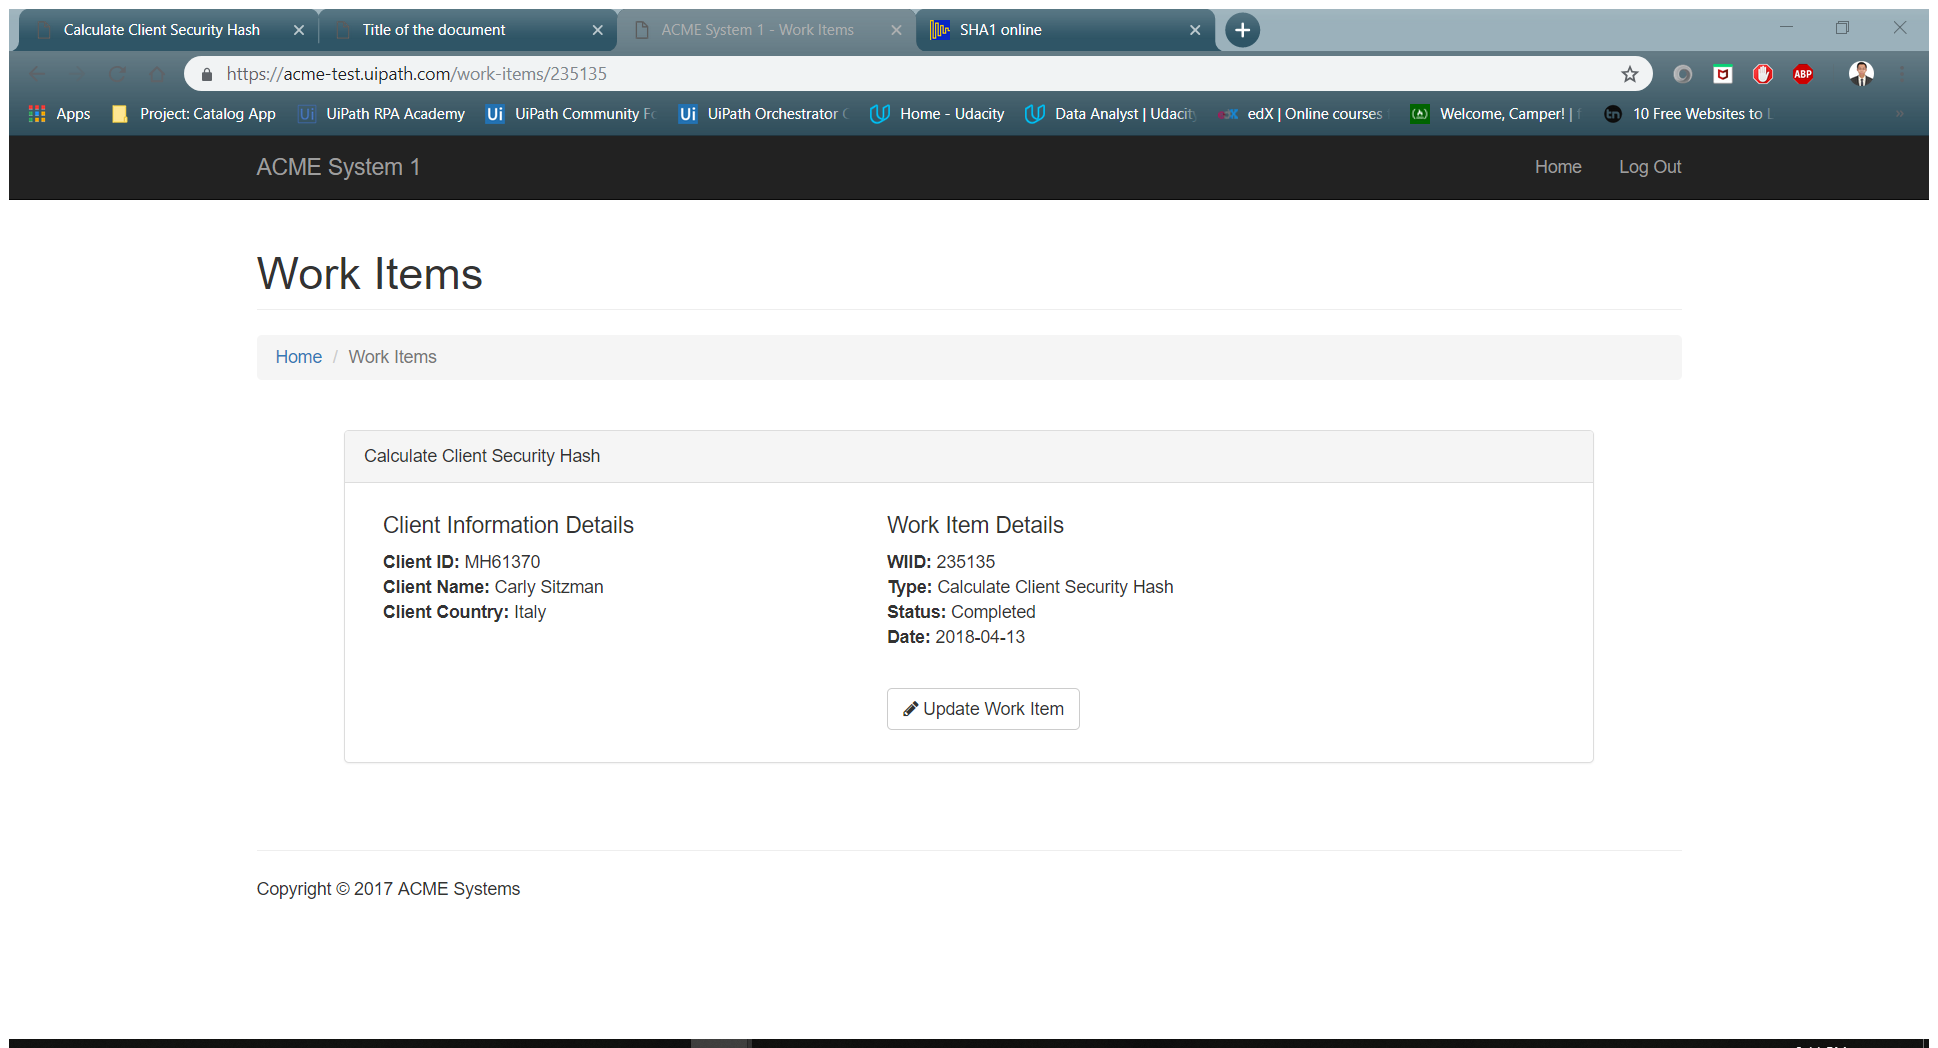 Calculate Client Security Hash
Title of the document
ACME System 1 - Work Items
SHA1 online
https://acme-test.uipath.com/work-items/235135
ABP
Apps
Project: Catalog App
Ui UiPath RPA Academy
Ui UiPath Community
Ui UiPath Orchestrator
Home - Udacity
Data Analyst | Udacity
edX | Online courses
Welcome, Camper! |
10 Free Websites to
ACME System 1
Home
Log Out
Work Items
Home / Work Items
Calculate Client Security Hash
Client Information Details
Client ID: MH61370
Client Name: Carly Sitzman
Client Country: Italy
Work Item Details
WIID: 235135
Type: Calculate Client Security Hash
Status: Completed
Date: 2018-04-13
Update Work Item
Copyright © 2017 ACME Systems